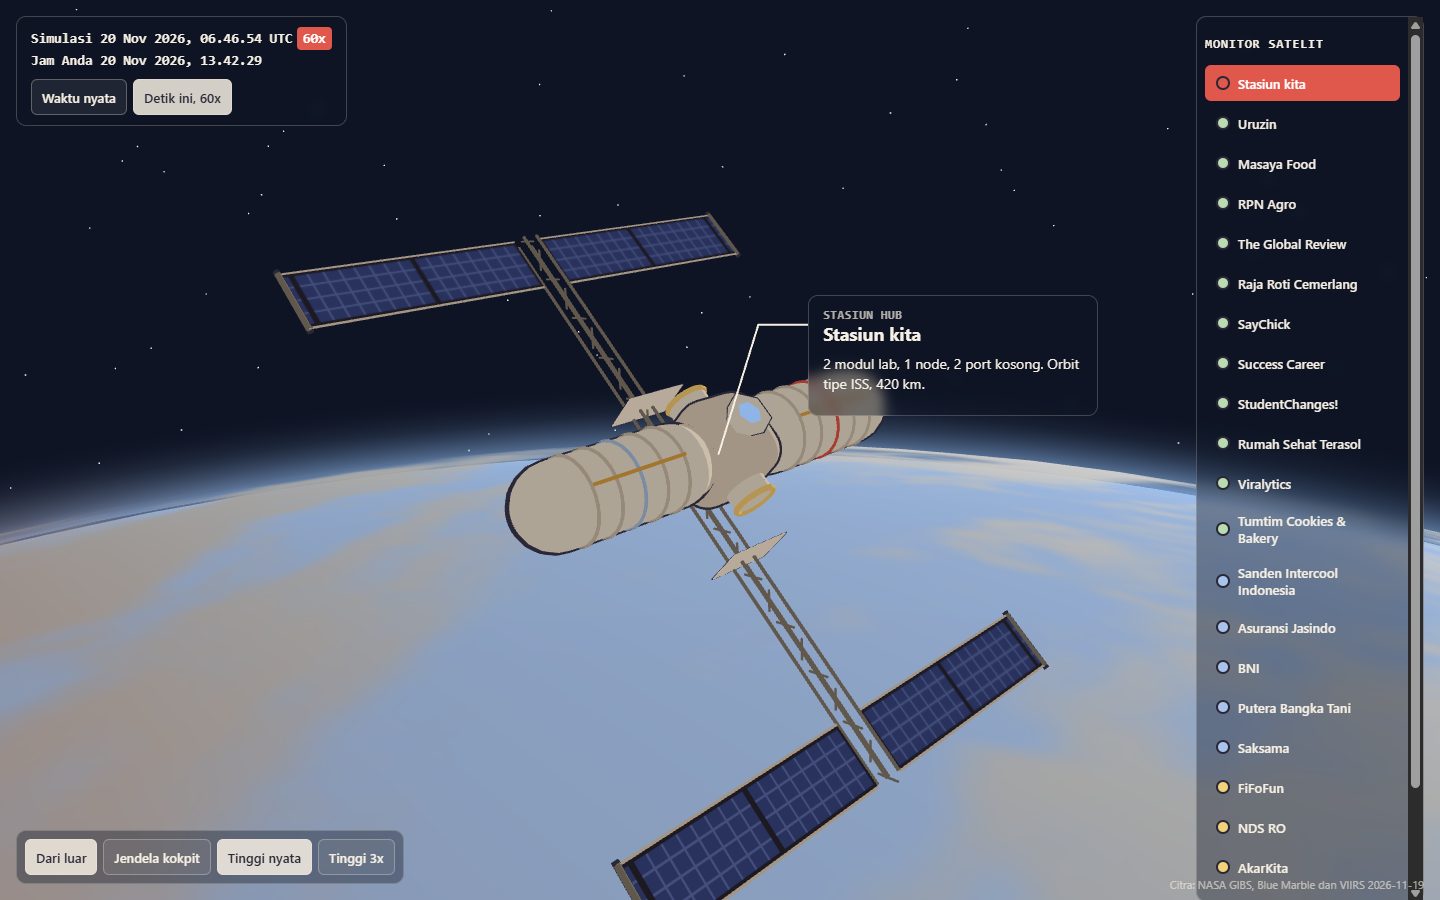 Simulasi 20 Nov 2026, 06.46.54 UTC 60x
Jam Anda 20 Nov 2026, 13.42.29
Waktu nyata
Detik ini, 60x
STASIUN HUB
Stasiun kita
2 modul lab, 1 node, 2 port kosong. Orbit
tipe ISS, 420 km.
MONITOR SATELIT
Stasiun kita
Uruzin
Masaya Food
RPN Agro
The Global Review
Raja Roti Cemerlang
SayChick
Success Career
StudentChanges!
Rumah Sehat Terasol
Viralytics
Tumtim Cookies &
Bakery
Sanden Intercool
Indonesia
Asuransi Jasindo
BNI
Putera Bangka Tani
Saksama
FiFoFun
NDS RO
AkarKita
Dari luar
Jendela kokpit
Tinggi nyata
Tinggi 3x
Citra: NASA GIBS, Blue Marble dan VIIRS 2026-11-19